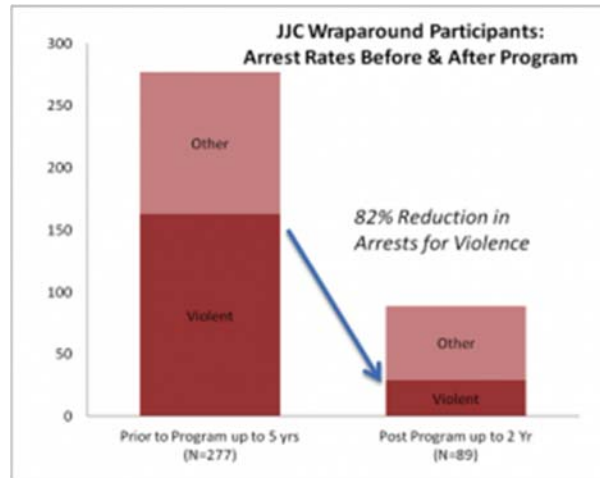 JJC Wraparound Participants:
Arrest Rates Before & After Program
300
250
200
150
100
50
0
Other
Violent
82% Reduction in
Arrests for Violence
Other
Violent
Prior to Program up to 5 yrs
(N=277)
Post Program up to 2 Yr
(N=89)